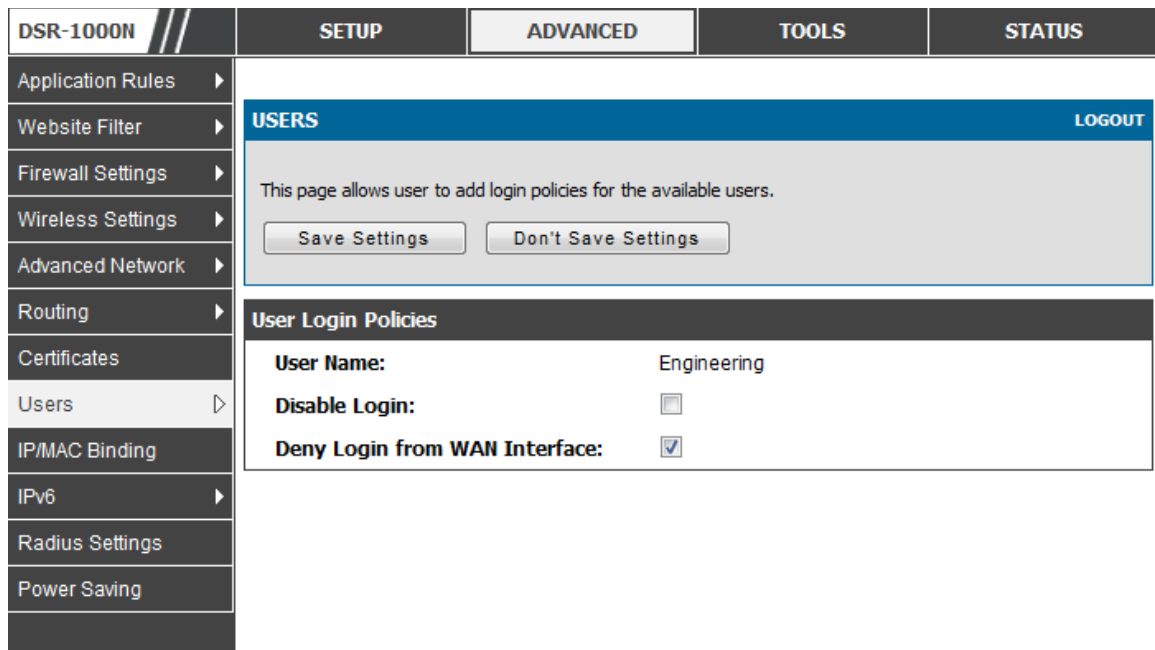 DSR-1000N
SETUP
ADVANCED
TOOLS
STATUS
Application Rules
Website Filter
Firewall Settings
Wireless Settings
Advanced Network
Routing
Certificates
Users
IP/MAC Binding
IPv6
Radius Settings
Power Saving
USERS
LOGOUT
This page allows user to add login policies for the available users.
Save Settings
Don't Save Settings
User Login Policies
User Name: Engineering
Disable Login:
Deny Login from WAN Interface: